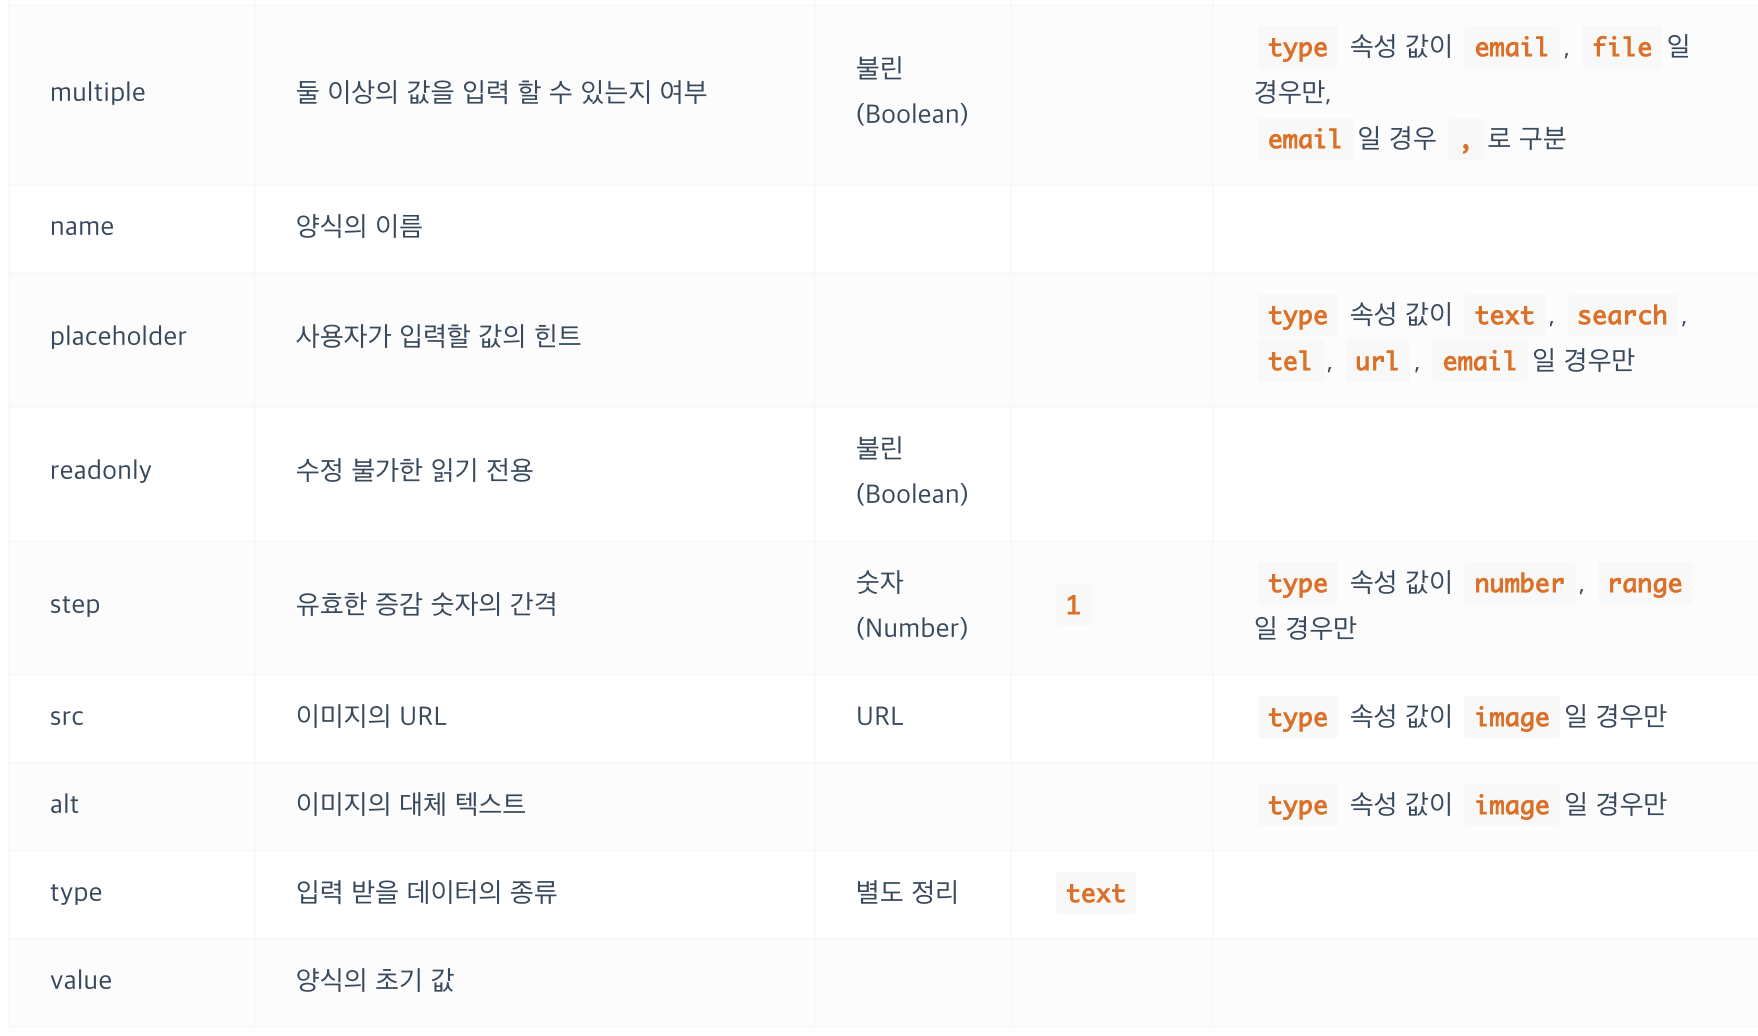 multiple 둘 이상의 값을 입력 할 수 있는지 여부 불린 (Boolean) type 속성 값이 email , file 일
경우만,
email 일 경우 , 로 구분
name 양식의 이름
placeholder 사용자가 입력할 값의 힌트 type 속성 값이 text , search ,
tel , url , email 일 경우만
readonly 수정 불가한 읽기 전용 불린
(Boolean)
step 유효한 증감 숫자의 간격 숫자
(Number) 1 type 속성 값이 number , range
일 경우만
src 이미지의 URL URL type 속성 값이 image 일 경우만
alt 이미지의 대체 텍스트 type 속성 값이 image 일 경우만
type 입력 받을 데이터의 종류 별도 정리 text
value 양식의 초기 값